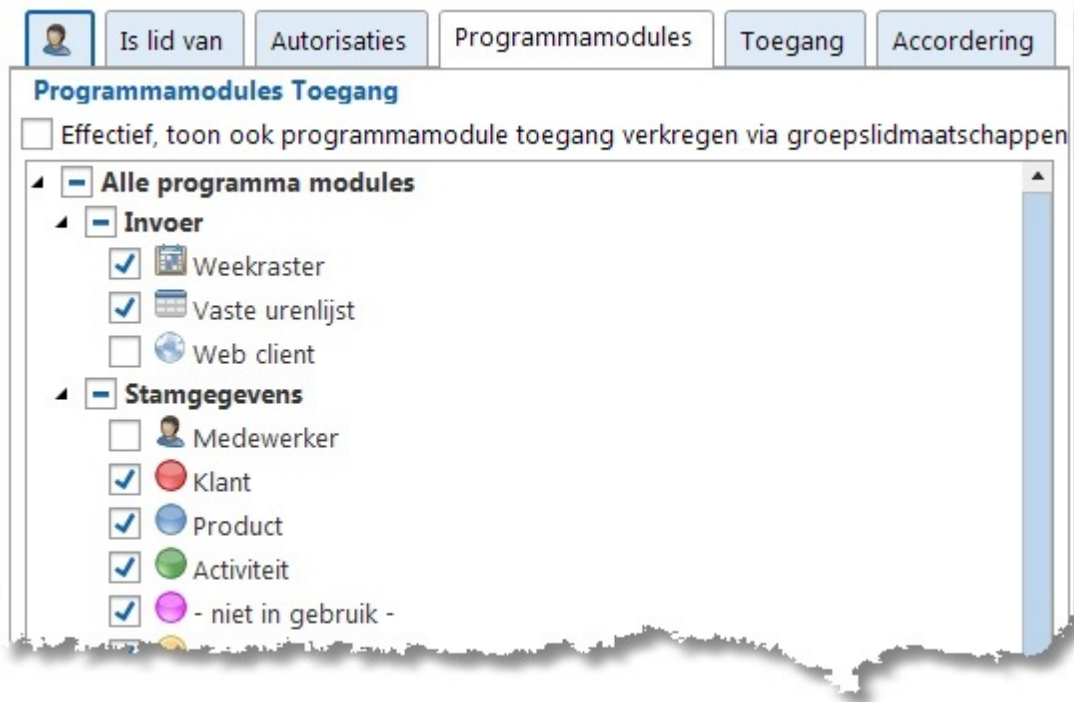 Is lid van Autorisaties Programmamodules Toegang Accordering
Programmamodules Toegang
Effectief, toon ook programmamodule toegang verkregen via groepslidmaatschappen
Alle programma modules
Invoer
Weekraster
Vaste urenlijst
Web client
Stamgegevens
Medewerker
Klant
Product
Activiteit
- niet in gebruik -